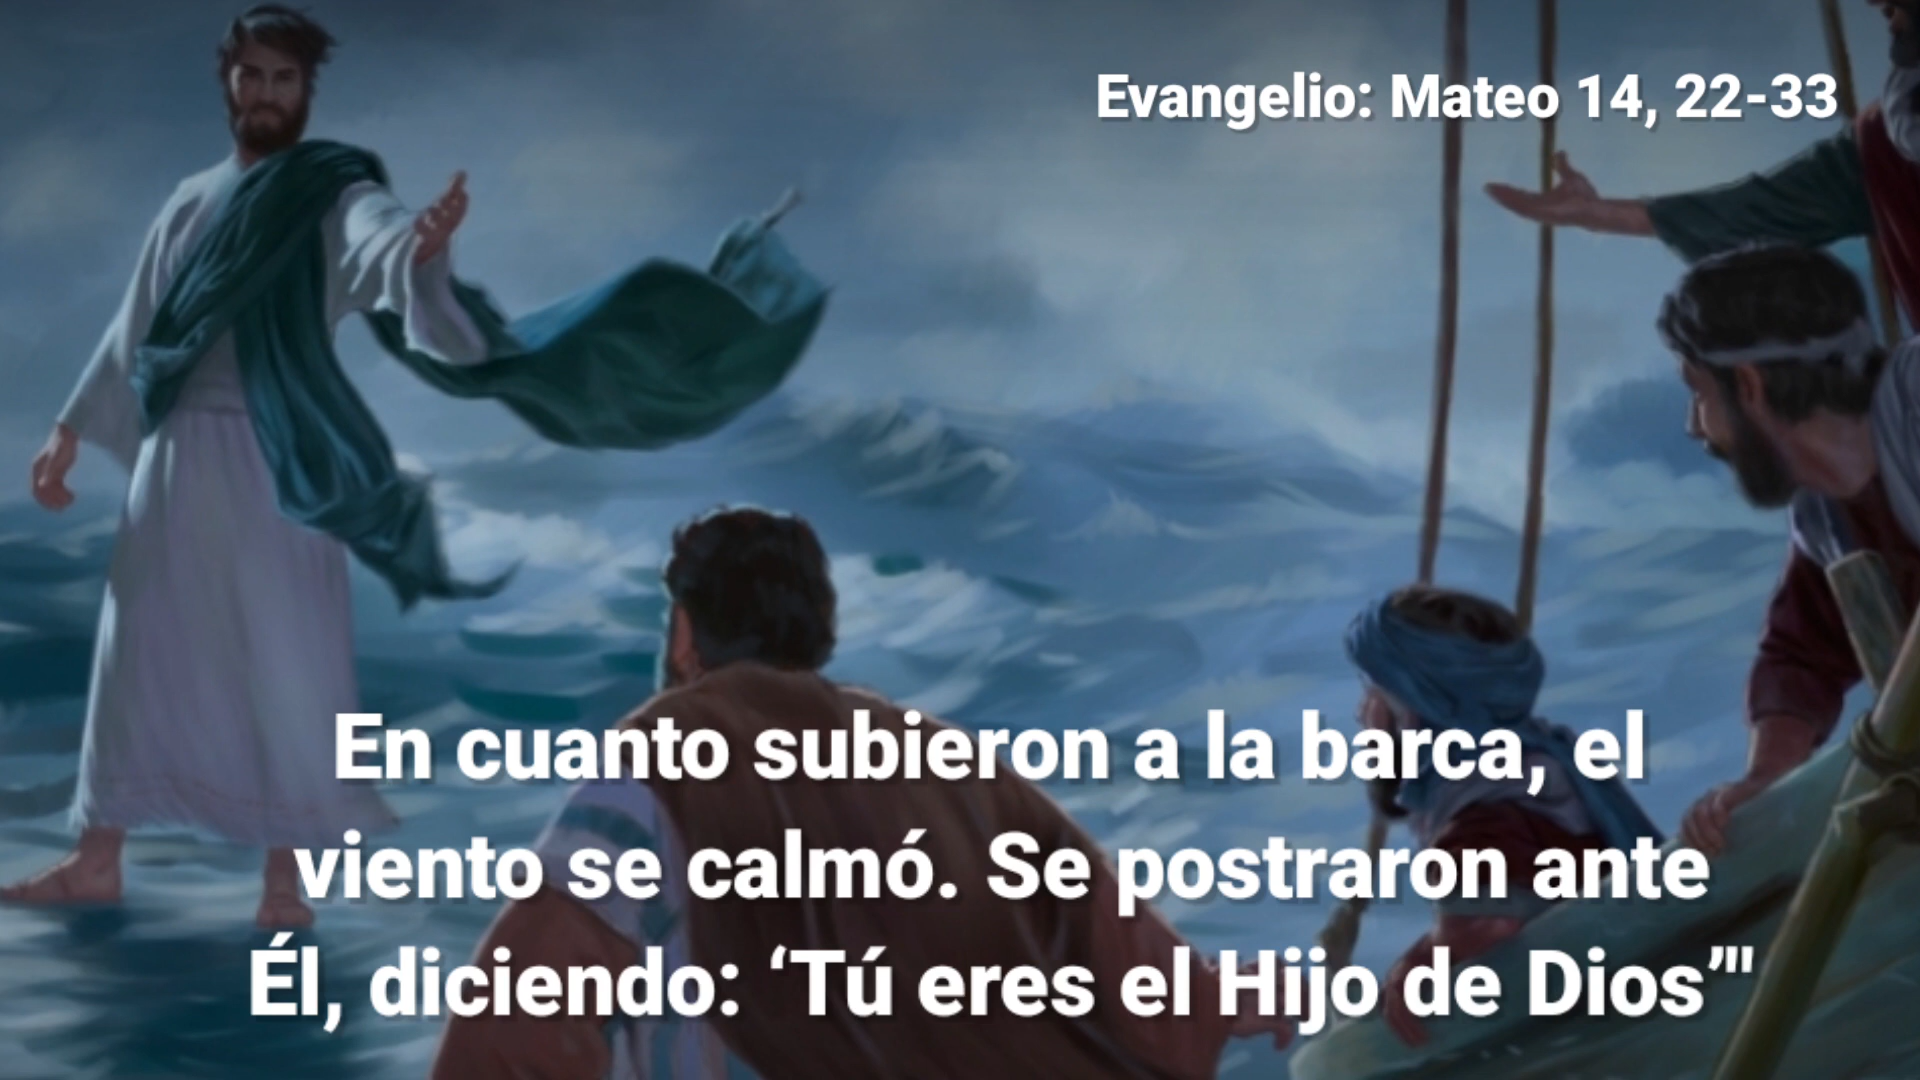 Evangelio: Mateo 14, 22-33
En cuanto subieron a la barca, el
viento se calmó. Se postraron ante
Él, diciendo: ‘Tú eres el Hijo de Dios’”'